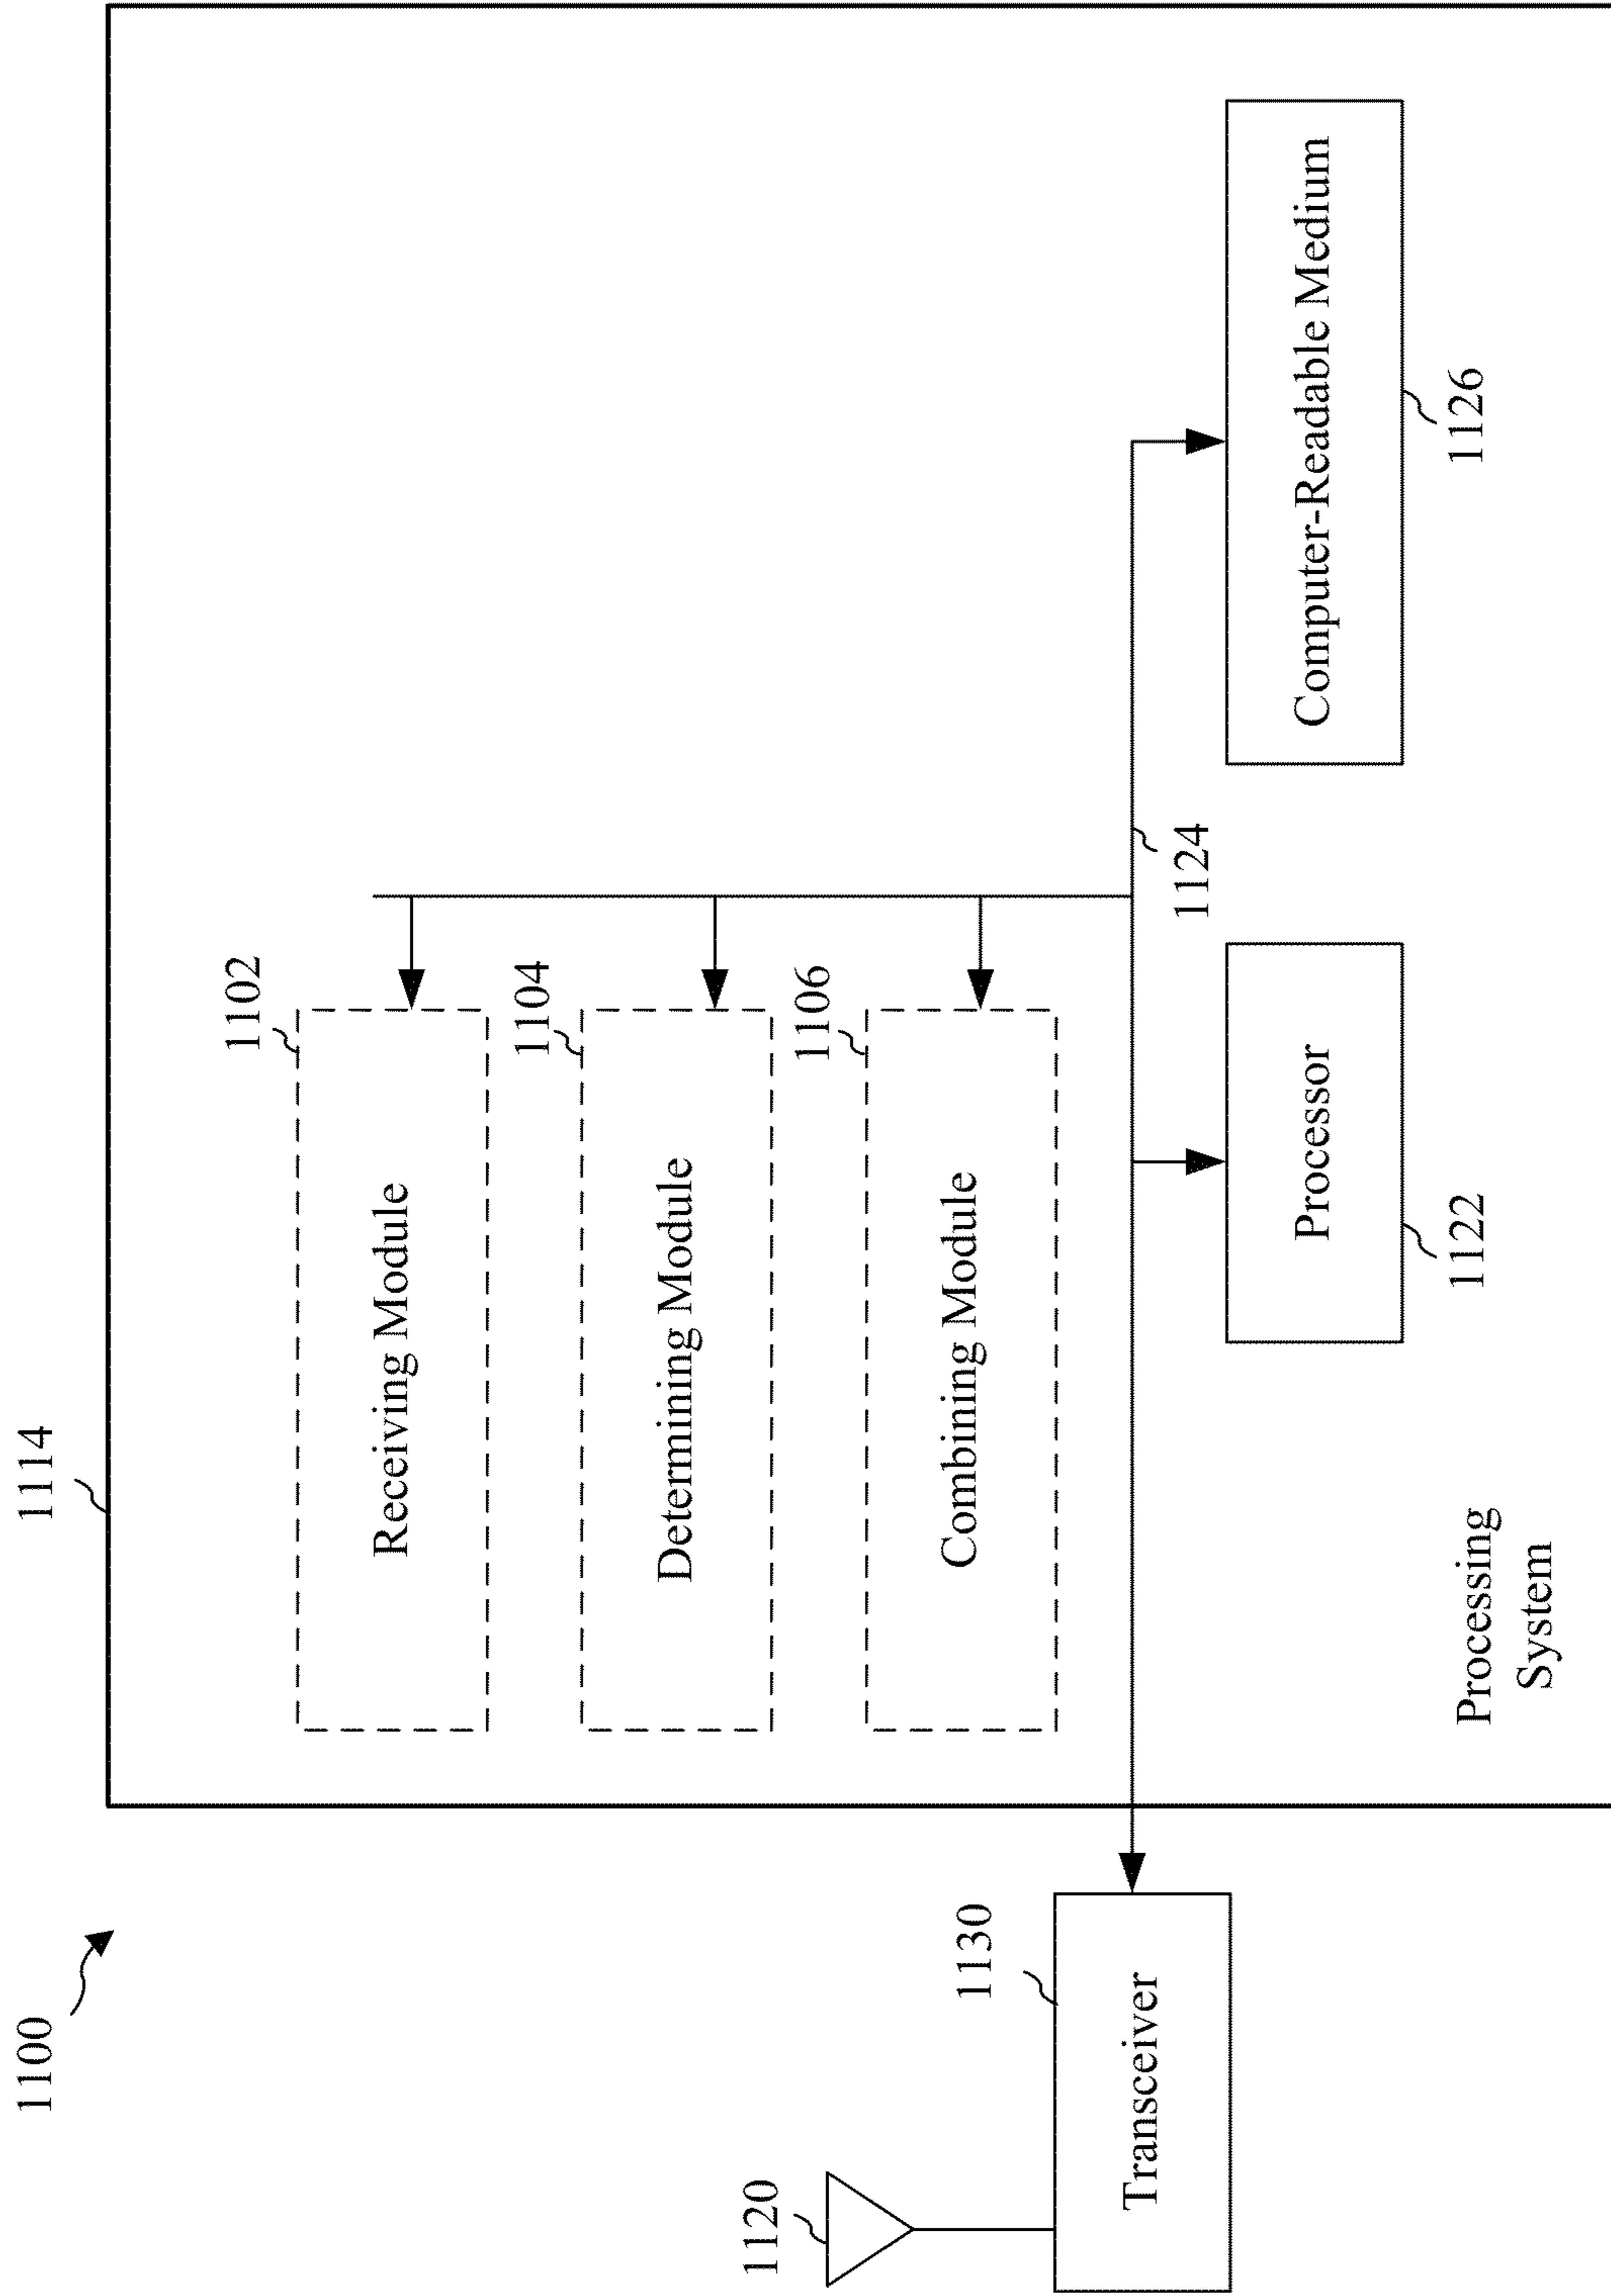 1100
1114
Receiving Module
1102
Determining Module
1104
Combining Module
1106
1120
Transceiver
1130
1124
Processor
1122
Computer-Readable Medium
1126
Processing
System